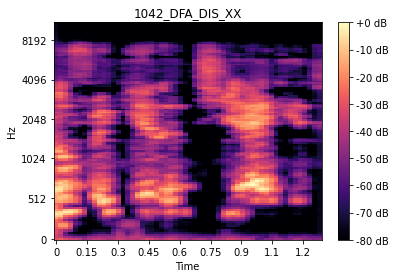 1042_DFA_DIS_XX
8192
4096
2048
1024
512
0
Hz
0 0.15 0.3 0.45 0.6 0.75 0.9 1.1 1.2
Time
+0 dB
-10 dB
-20 dB
-30 dB
-40 dB
-50 dB
-60 dB
-70 dB
-80 dB